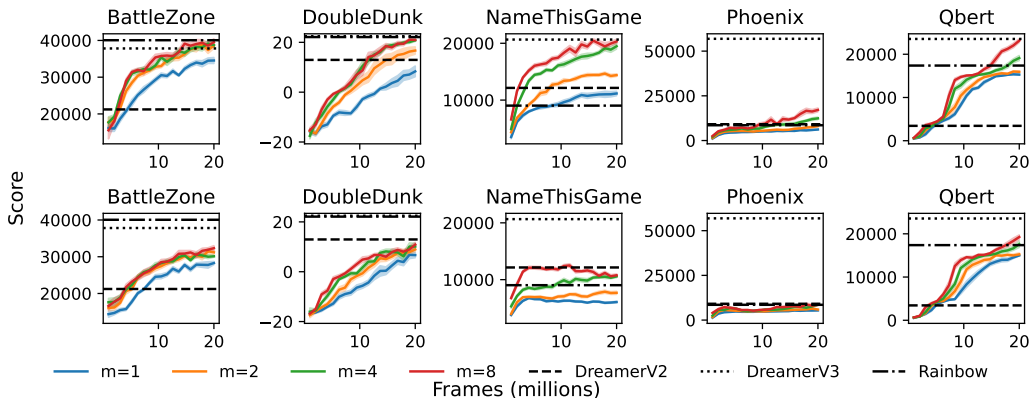 BattleZone DoubleDunk NameThisGame Phoenix Qbert
40000 20 20000 50000 20000
30000 0 10000 25000 10000
20000 −20 0 0
10 20 10 20 10 20 10 20 10 20
Score
BattleZone DoubleDunk NameThisGame Phoenix Qbert
40000 20 20000 50000 20000
30000 0 10000 25000 10000
20000 −20 0 0
10 20 10 20 10 20 10 20 10 20
m=1 m=2 m=4 m=8 DreamerV2 DreamerV3 Rainbow
Frames (millions)